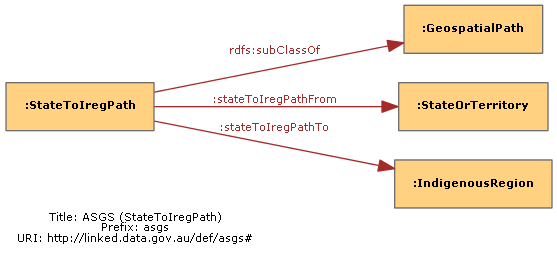 :GeospatialPath
rdfs:subClassOf
:StateToIregPath
:stateToIregPathFrom
:StateOrTerritory
:stateToIregPathTo
:IndigenousRegion
Title: ASGS (StateToIregPath)
Prefix: asgs
URI: http://linked.data.gov.au/def/asgs#